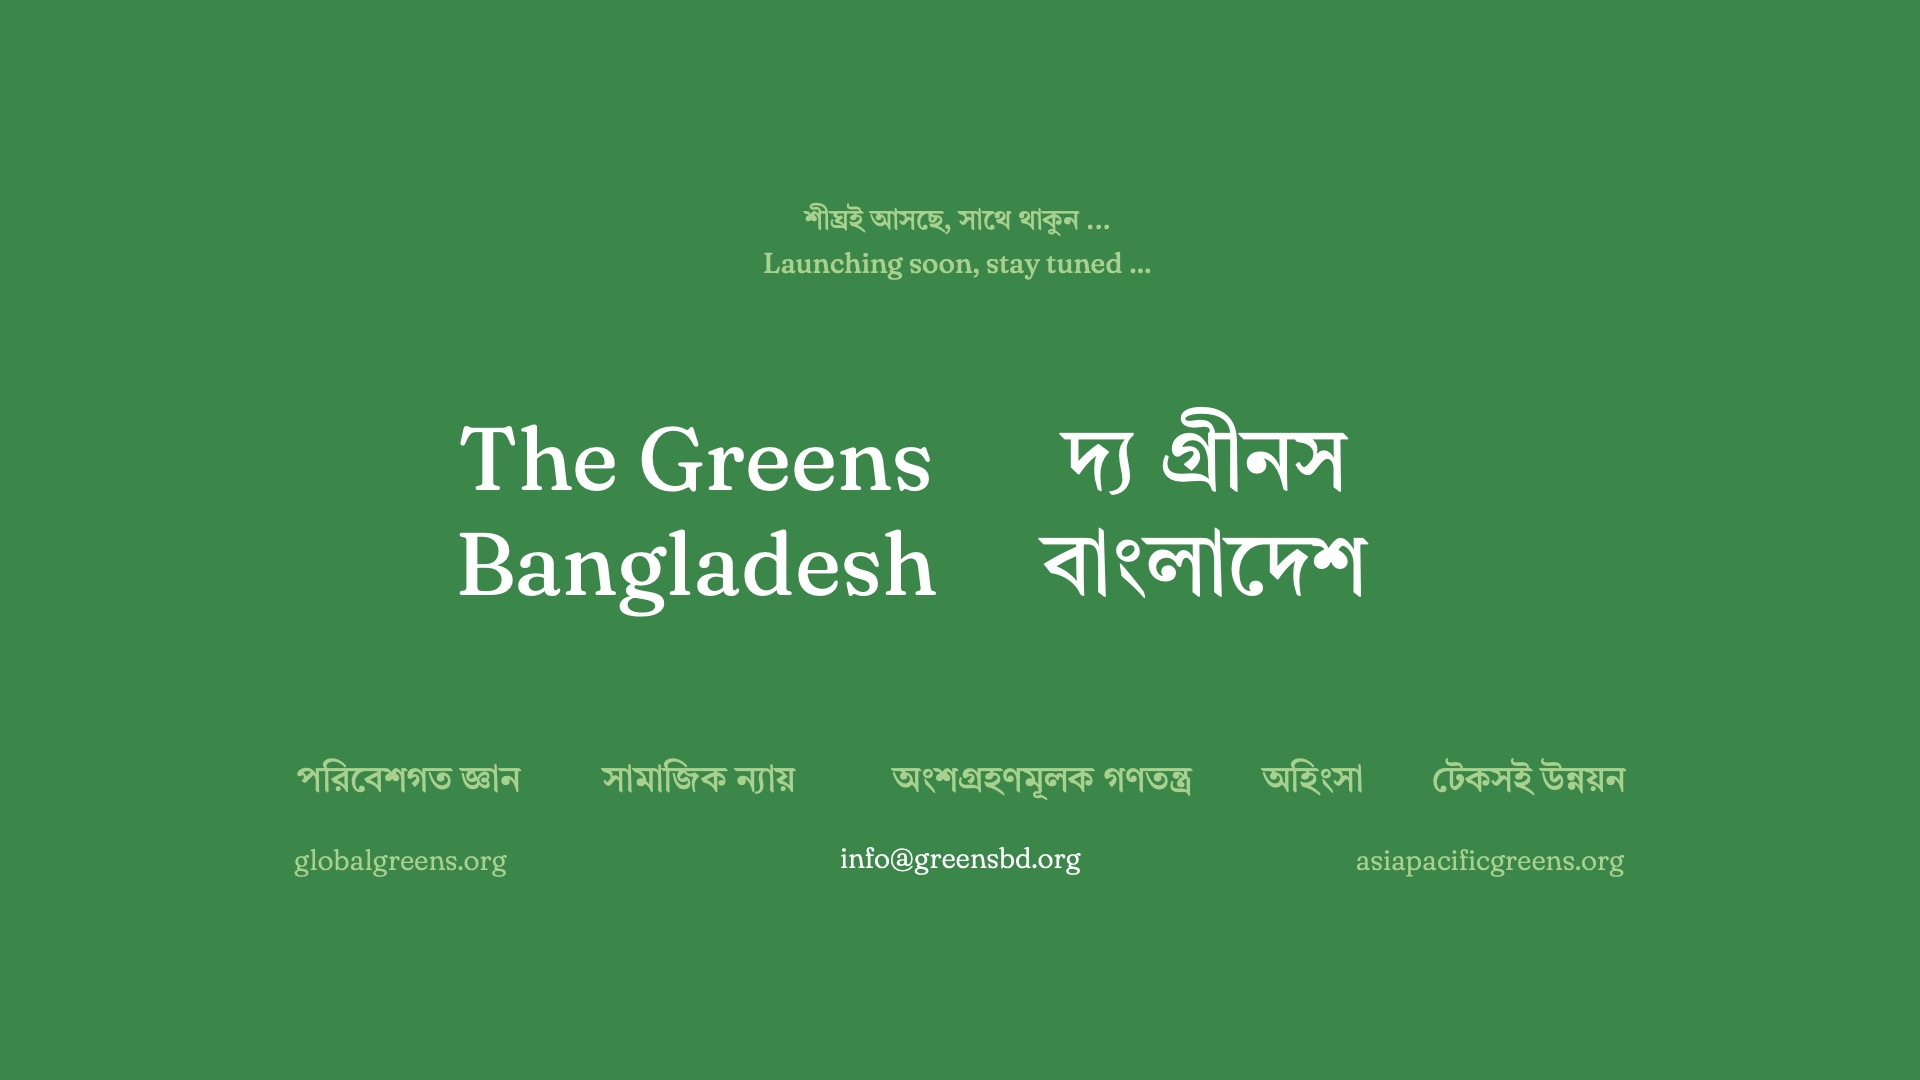 শীঘ্রই আসছে, সাথে থাকুন ...
Launching soon, stay tuned ...
The Greens
Bangladesh
দ্য গ্রীনস
বাংলাদেশ
পরিবেশগত জ্ঞান সামাজিক ন্যায় অংশগ্রহণমূলক গণতন্ত্র অহিংসা টেকসই উন্নয়ন
globalgreens.org info@greensbd.org asiapacificgreens.org